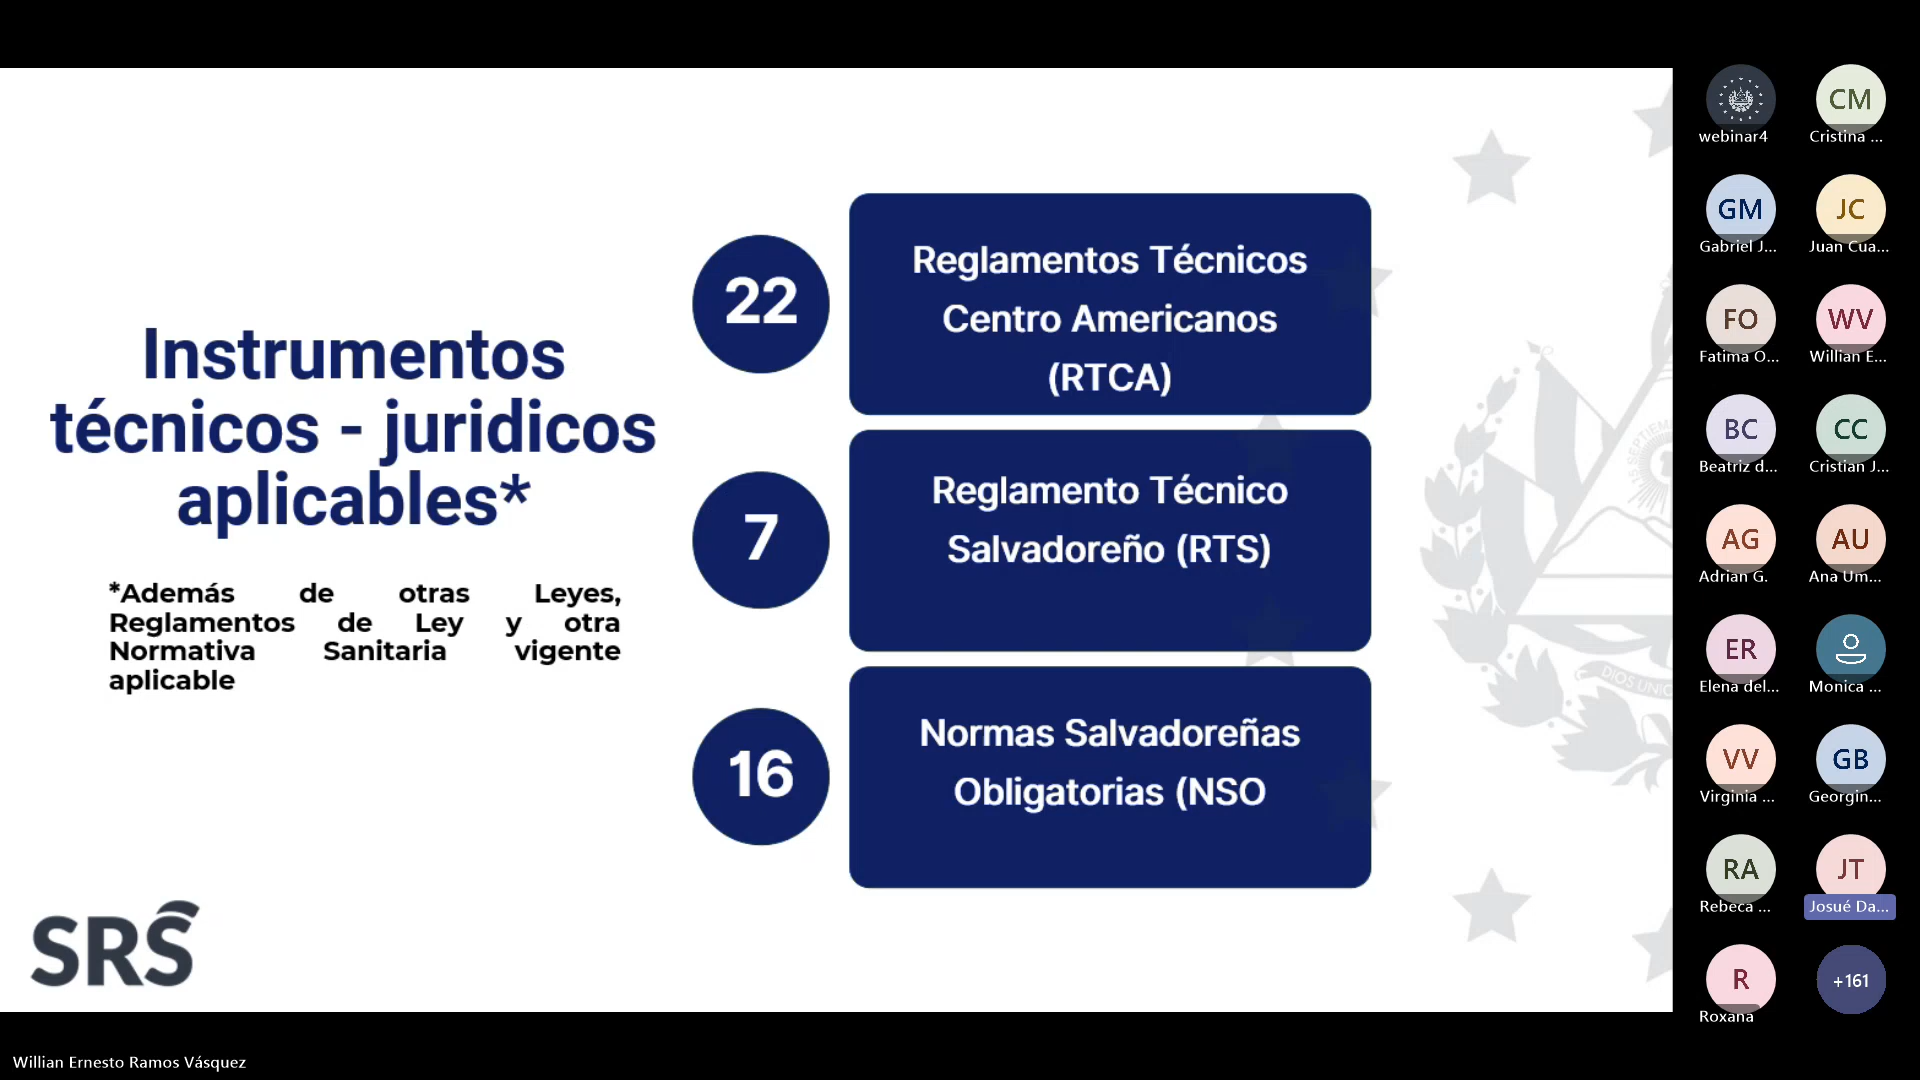 Instrumentos
técnicos - juridicos
aplicables*
*Además de otras Leyes,
Reglamentos de Ley y otra
Normativa Sanitaria vigente
aplicable
22
Reglamentos Técnicos
Centro Americanos
(RTCA)
7
Reglamento Técnico
Salvadoreño (RTS)
16
Normas Salvadoreñas
Obligatorias (NSO
SRS
DIOS UNIC
webinar4
CM
Cristina ...
GM
Gabriel J...
JC
Juan Cua...
FO
Fatima O...
WV
Willian E...
BC
Beatriz d...
CC
Cristian J...
AG
Adrian G.
AU
Ana Um...
ER
Elena del...
Monica ...
VV
Virginia ...
GB
Georgin...
RA
Rebeca ...
JT
Josué Da...
R
Roxana
+161
Willian Ernesto Ramos Vásquez